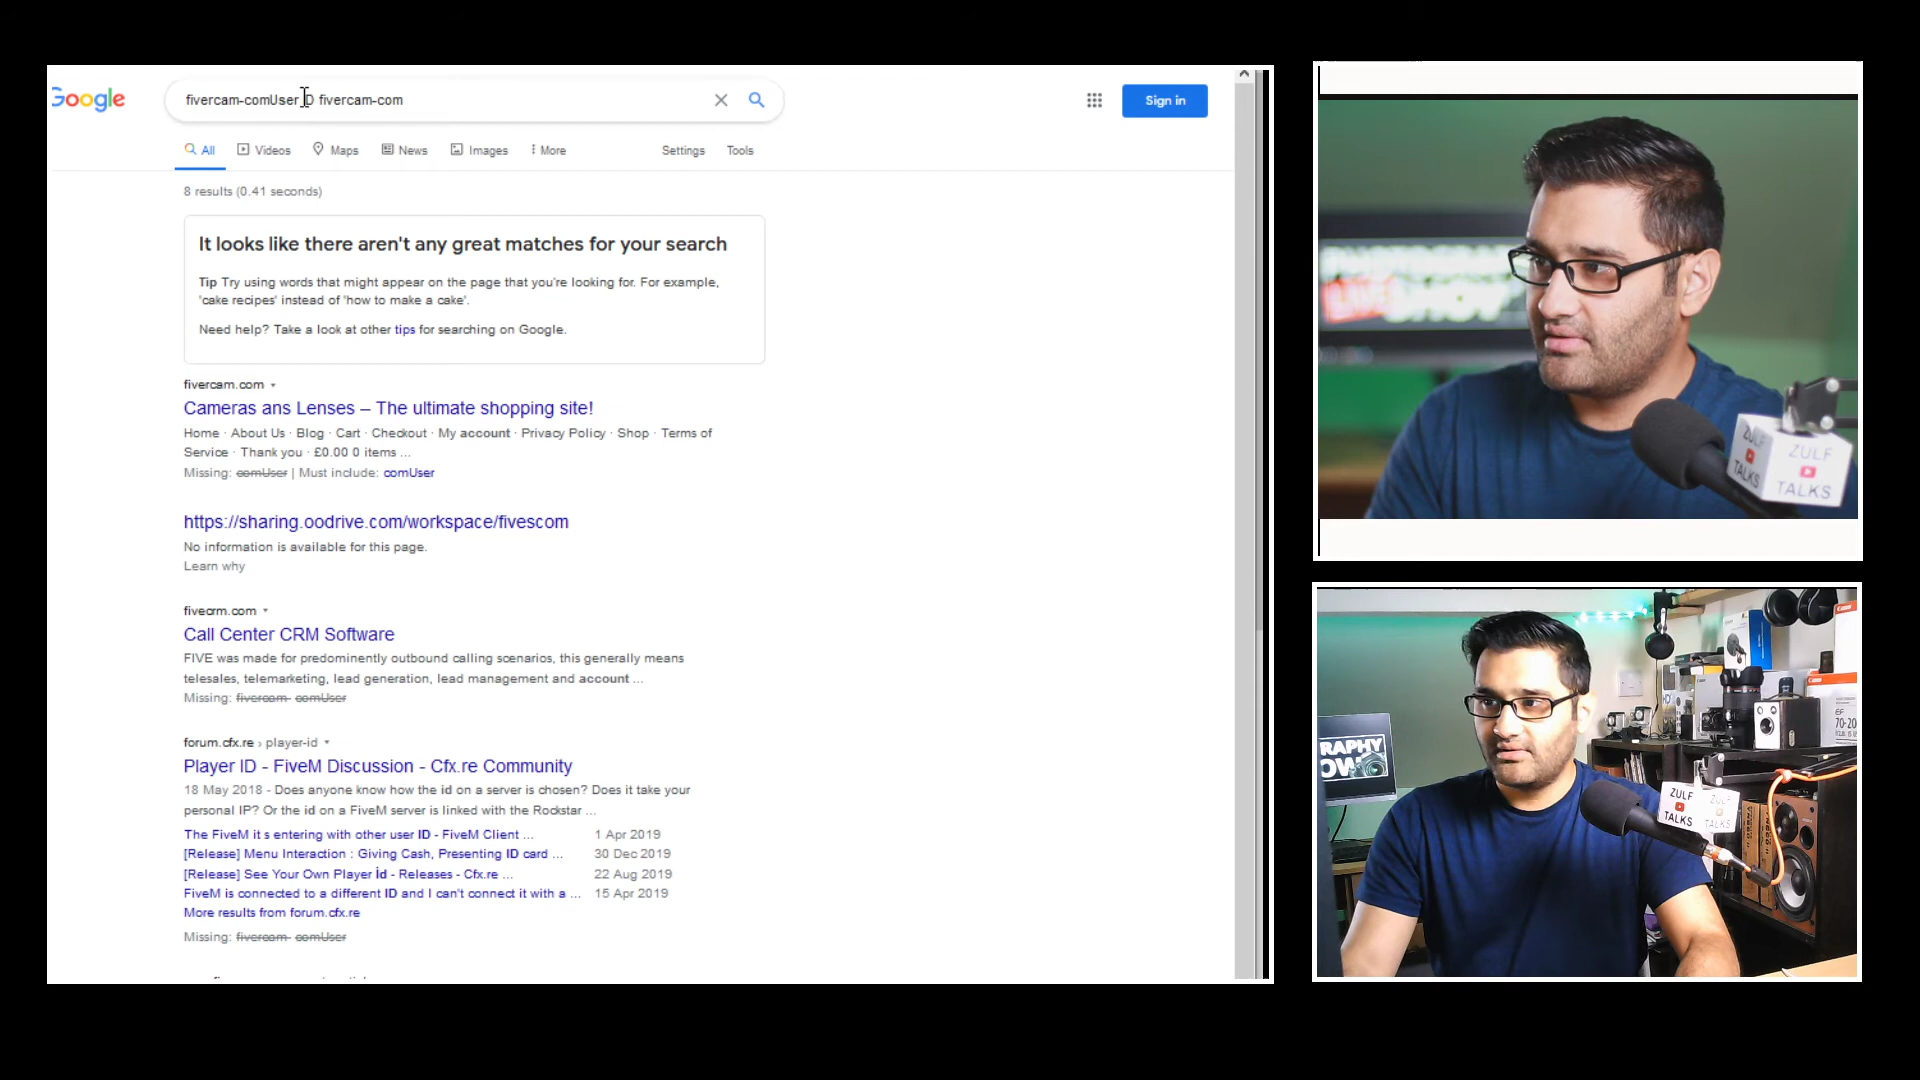 Google
fivercam-comUser ID fivercam-com
Sign in
All
Videos
Maps
News
Images
More
Settings
Tools
8 results (0.41 seconds)
It looks like there aren't any great matches for your search
Tip Try using words that might appear on the page that you're looking for. For example,
'cake recipes' instead of 'how to make a cake'.
Need help? Take a look at other tips for searching on Google.
fivercam.com
Cameras ans Lenses – The ultimate shopping site!
Home · About Us · Blog · Cart · Checkout · My account · Privacy Policy · Shop · Terms of
Service · Thank you · £0.00 0 items ...
Missing: comUser | Must include: comUser
https://sharing.oodrive.com/workspace/fivescom
No information is available for this page.
Learn why
fivecrm.com
Call Center CRM Software
FIVE was made for predominently outbound calling scenarios, this generally means
telesales, telemarketing, lead generation, lead management and account ...
Missing: fivercam- comUser
forum.cfx.re › player-id
Player ID - FiveM Discussion - Cfx.re Community
18 May 2018 - Does anyone know how the id on a server is chosen? Does it take your
personal IP? Or the id on a FiveM server is linked with the Rockstar ...
The FiveM it s entering with other user ID - FiveM Client ... 1 Apr 2019
[Release] Menu Interaction : Giving Cash, Presenting ID card ... 30 Dec 2019
[Release] See Your Own Player İd - Releases - Cfx.re ... 22 Aug 2019
FiveM is connected to a different ID and I can't connect it with a ... 15 Apr 2019
More results from forum.cfx.re
Missing: fivercam- comUser
ZULF
TALKS
ZULF
TALKS
RAPHY
OW
ZULF
TALKS
ZULF
TALKS
EF
70-20